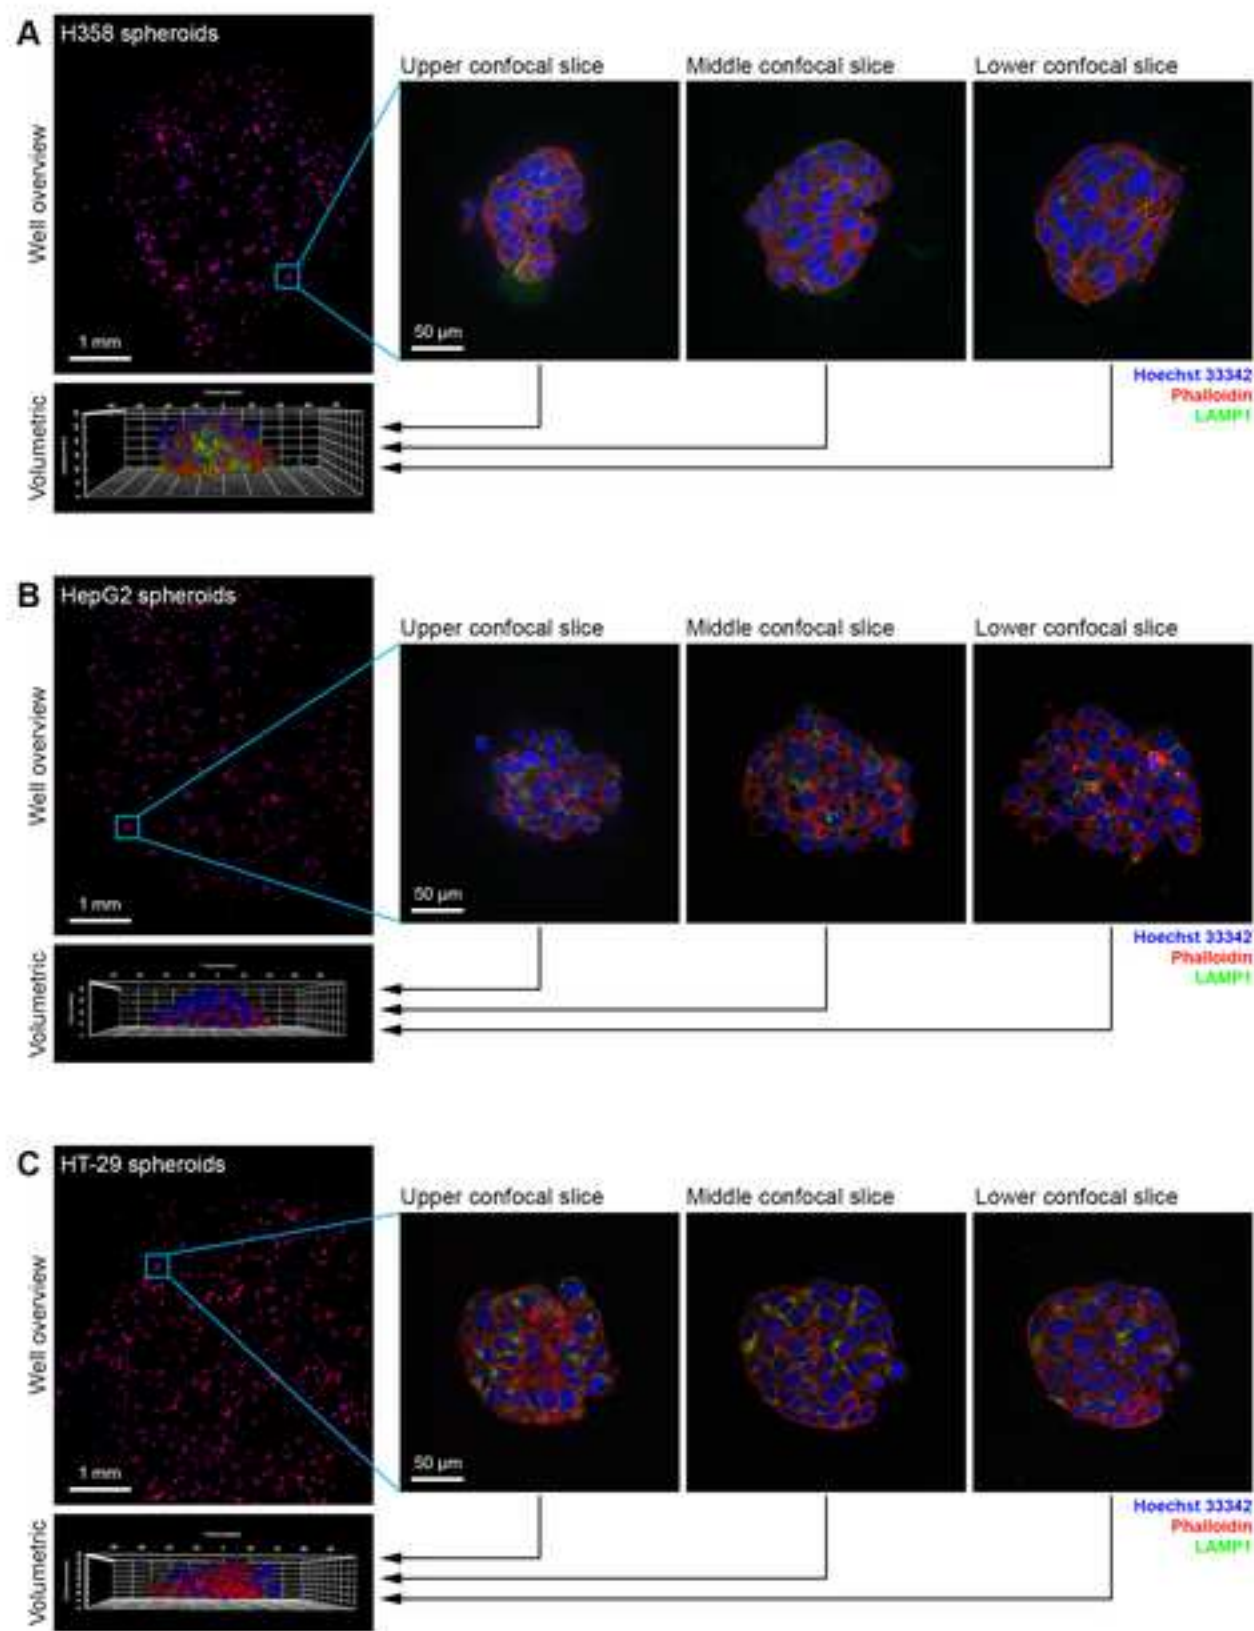 A
H358 spheroids
Well overview
1 mm
Upper confocal slice
Middle confocal slice
Lower confocal slice
50 µm
Hoechst 33342
Phalloidin
LAMP1
Volumetric
B
HepG2 spheroids
Well overview
1 mm
Upper confocal slice
Middle confocal slice
Lower confocal slice
50 µm
Hoechst 33342
Phalloidin
LAMP1
Volumetric
C
HT-29 spheroids
Well overview
1 mm
Upper confocal slice
Middle confocal slice
Lower confocal slice
50 µm
Hoechst 33342
Phalloidin
LAMP1
Volumetric